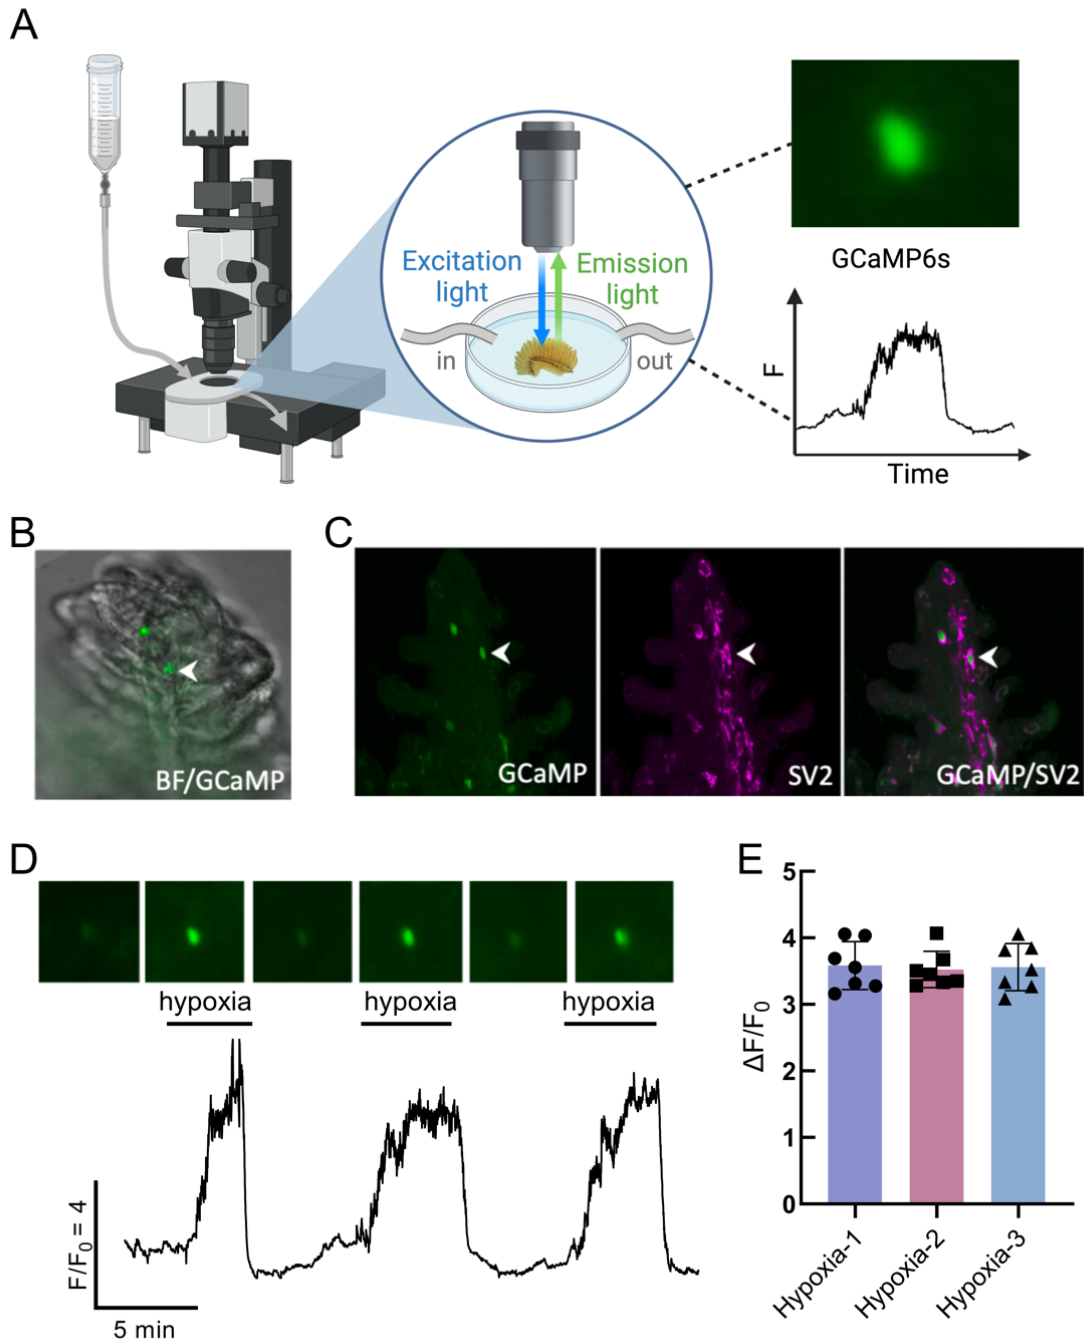 A
Excitation
light
Emission
light
in
out
GCaMP6s
F
Time
B
BF/GCaMP
C
GCaMP
SV2
GCaMP/SV2
D
hypoxia
hypoxia
hypoxia
F/F₀ = 4
5 min
E
ΔF/F₀
5
4
3
2
1
0
Hypoxia-1
Hypoxia-2
Hypoxia-3